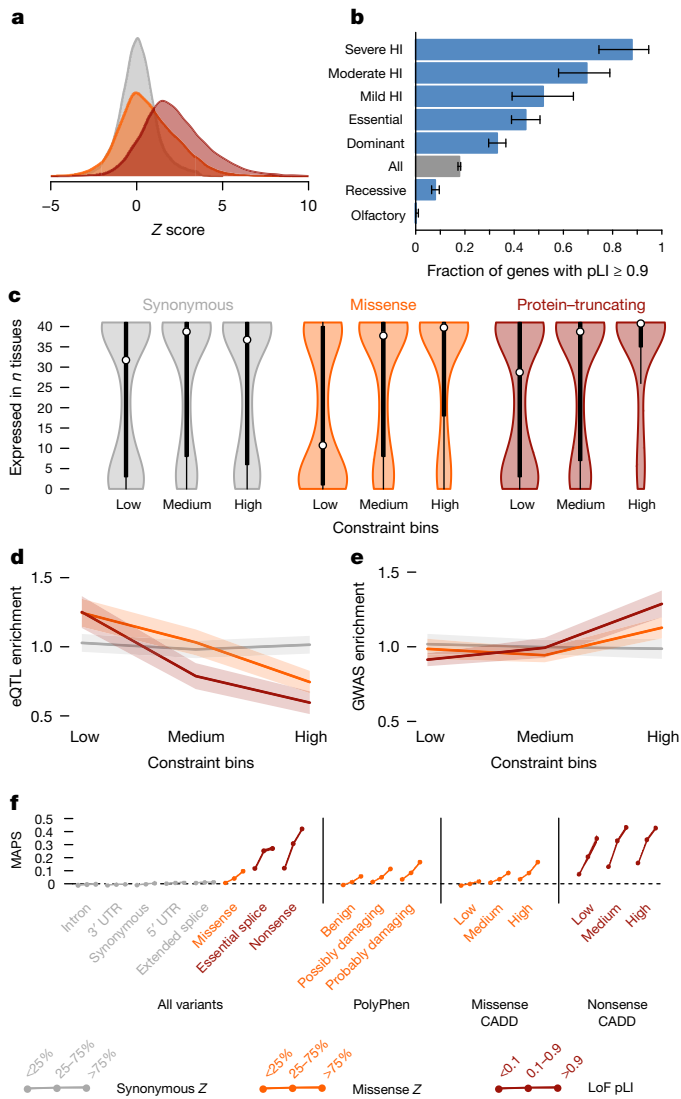 a
−5 0 5 10
Z score
b
Severe HI
Moderate HI
Mild HI
Essential
Dominant
All
Recessive
Olfactory
0 0.2 0.4 0.6 0.8 1
Fraction of genes with pLI ≥ 0.9
c
Synonymous Missense Protein–truncating
Expressed in n tissues
40
35
30
25
20
15
10
5
0
Low Medium High Low Medium High Low Medium High
Constraint bins
d
eQTL enrichment
1.5
1.0
0.5
Low Medium High
Constraint bins
e
GWAS enrichment
1.5
1.0
0.5
Low Medium High
Constraint bins
f
MAPS
0.5
0.4
0.3
0.2
0.1
0
Intron
3′ UTR
Synonymous
5′ UTR
Extended splice
Missense
Essential splice
Nonsense
Benign
Possibly damaging
Probably damaging
Low
Medium
High
Low
Medium
High
All variants PolyPhen Missense CADD Nonsense CADD
<25% 25–75% >75% Synonymous Z
<25% 25–75% >75% Missense Z
<0.1 0.1–0.9 >0.9 LoF pLI